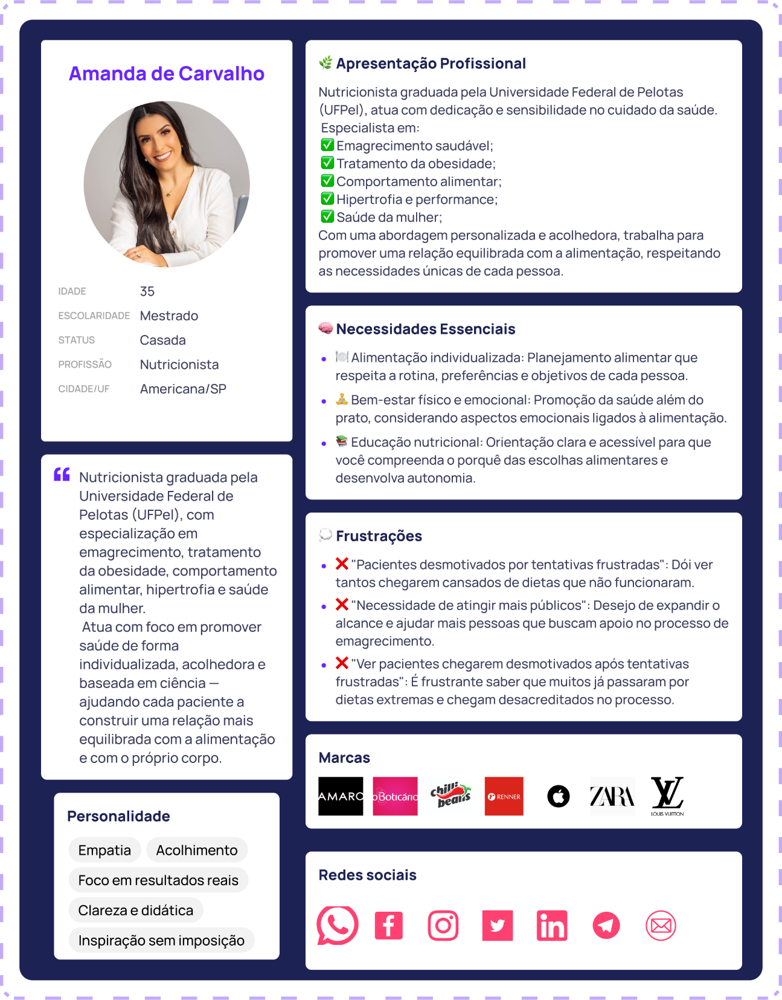 Amanda de Carvalho
IDADE 35
ESCOLARIDADE Mestrado
STATUS Casada
PROFISSÃO Nutricionista
CIDADE/UF Americana/SP
Nutricionista graduada pela
Universidade Federal de
Pelotas (UFPel), com
especialização em
emagrecimento, tratamento
da obesidade, comportamento
alimentar, hipertrofia e saúde
da mulher.
Atua com foco em promover
saúde de forma
individualizada, acolhedora e
baseada em ciência —
ajudando cada paciente a
construir uma relação mais
equilibrada com a alimentação
e com o próprio corpo.
Personalidade
Empatia Acolhimento
Foco em resultados reais
Clareza e didática
Inspiração sem imposição
🌿 Apresentação Profissional
Nutricionista graduada pela Universidade Federal de Pelotas
(UFPel), atua com dedicação e sensibilidade no cuidado da saúde.
Especialista em:
✅ Emagrecimento saudável;
✅ Tratamento da obesidade;
✅ Comportamento alimentar;
✅ Hipertrofia e performance;
✅ Saúde da mulher;
Com uma abordagem personalizada e acolhedora, trabalha para
promover uma relação equilibrada com a alimentação, respeitando
as necessidades únicas de cada pessoa.
🧠 Necessidades Essenciais
• 🍽️ Alimentação individualizada: Planejamento alimentar que
respeita a rotina, preferências e objetivos de cada pessoa.
• 🧘 Bem-estar físico e emocional: Promoção da saúde além do
prato, considerando aspectos emocionais ligados à alimentação.
• 📚 Educação nutricional: Orientação clara e acessível para que
você compreenda o porquê das escolhas alimentares e
desenvolva autonomia.
💭 Frustrações
• ❌ "Pacientes desmotivados por tentativas frustradas": Dói ver
tantos chegarem cansados de dietas que não funcionaram.
• ❌ "Necessidade de atingir mais públicos": Desejo de expandir o
alcance e ajudar mais pessoas que buscam apoio no processo de
emagrecimento.
• ❌ "Ver pacientes chegarem desmotivados após tentativas
frustradas": É frustrante saber que muitos já passaram por
dietas extremas e chegam desacreditados no processo.
Marcas
AMARO
oBoticário
chilli
beans
RENNER
ZARA
LV
LOUIS VUITTON
Redes sociais